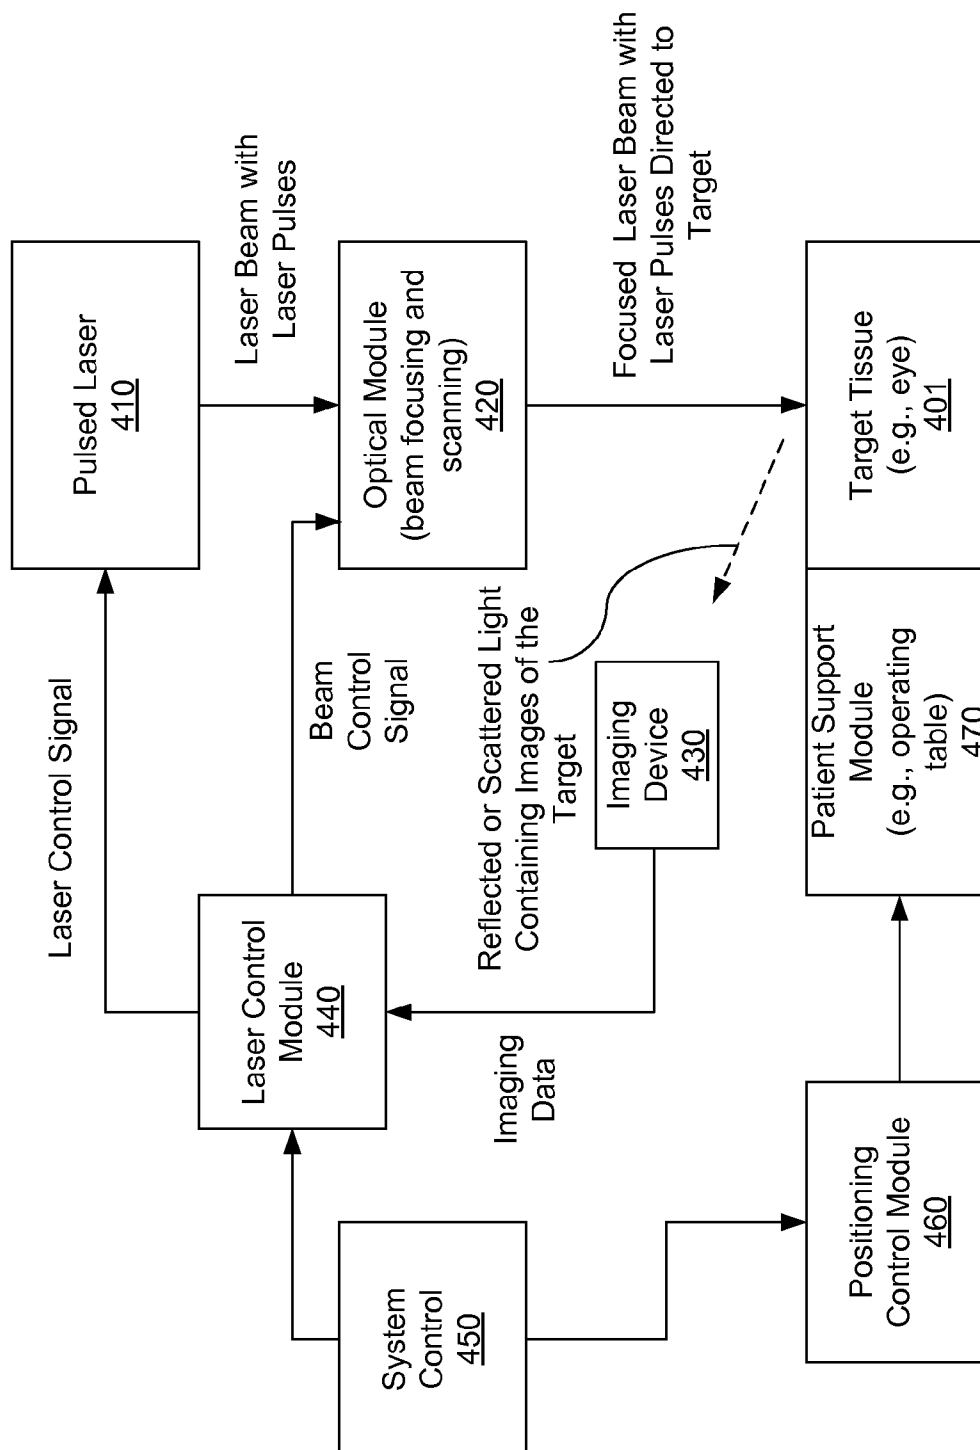 Pulsed Laser
410
Laser Control Signal
Laser Beam with
Laser Pulses
Laser Control
Module
440
Beam
Control
Signal
Optical Module
(beam focusing and
scanning)
420
System
Control
450
Imaging
Data
Imaging
Device
430
Reflected or Scattered Light
Containing Images of the
Target
Focused Laser Beam with
Laser Pulses Directed to
Target
Positioning
Control Module
460
Patient Support
Module
(e.g., operating
table)
470
Target Tissue
(e.g., eye)
401